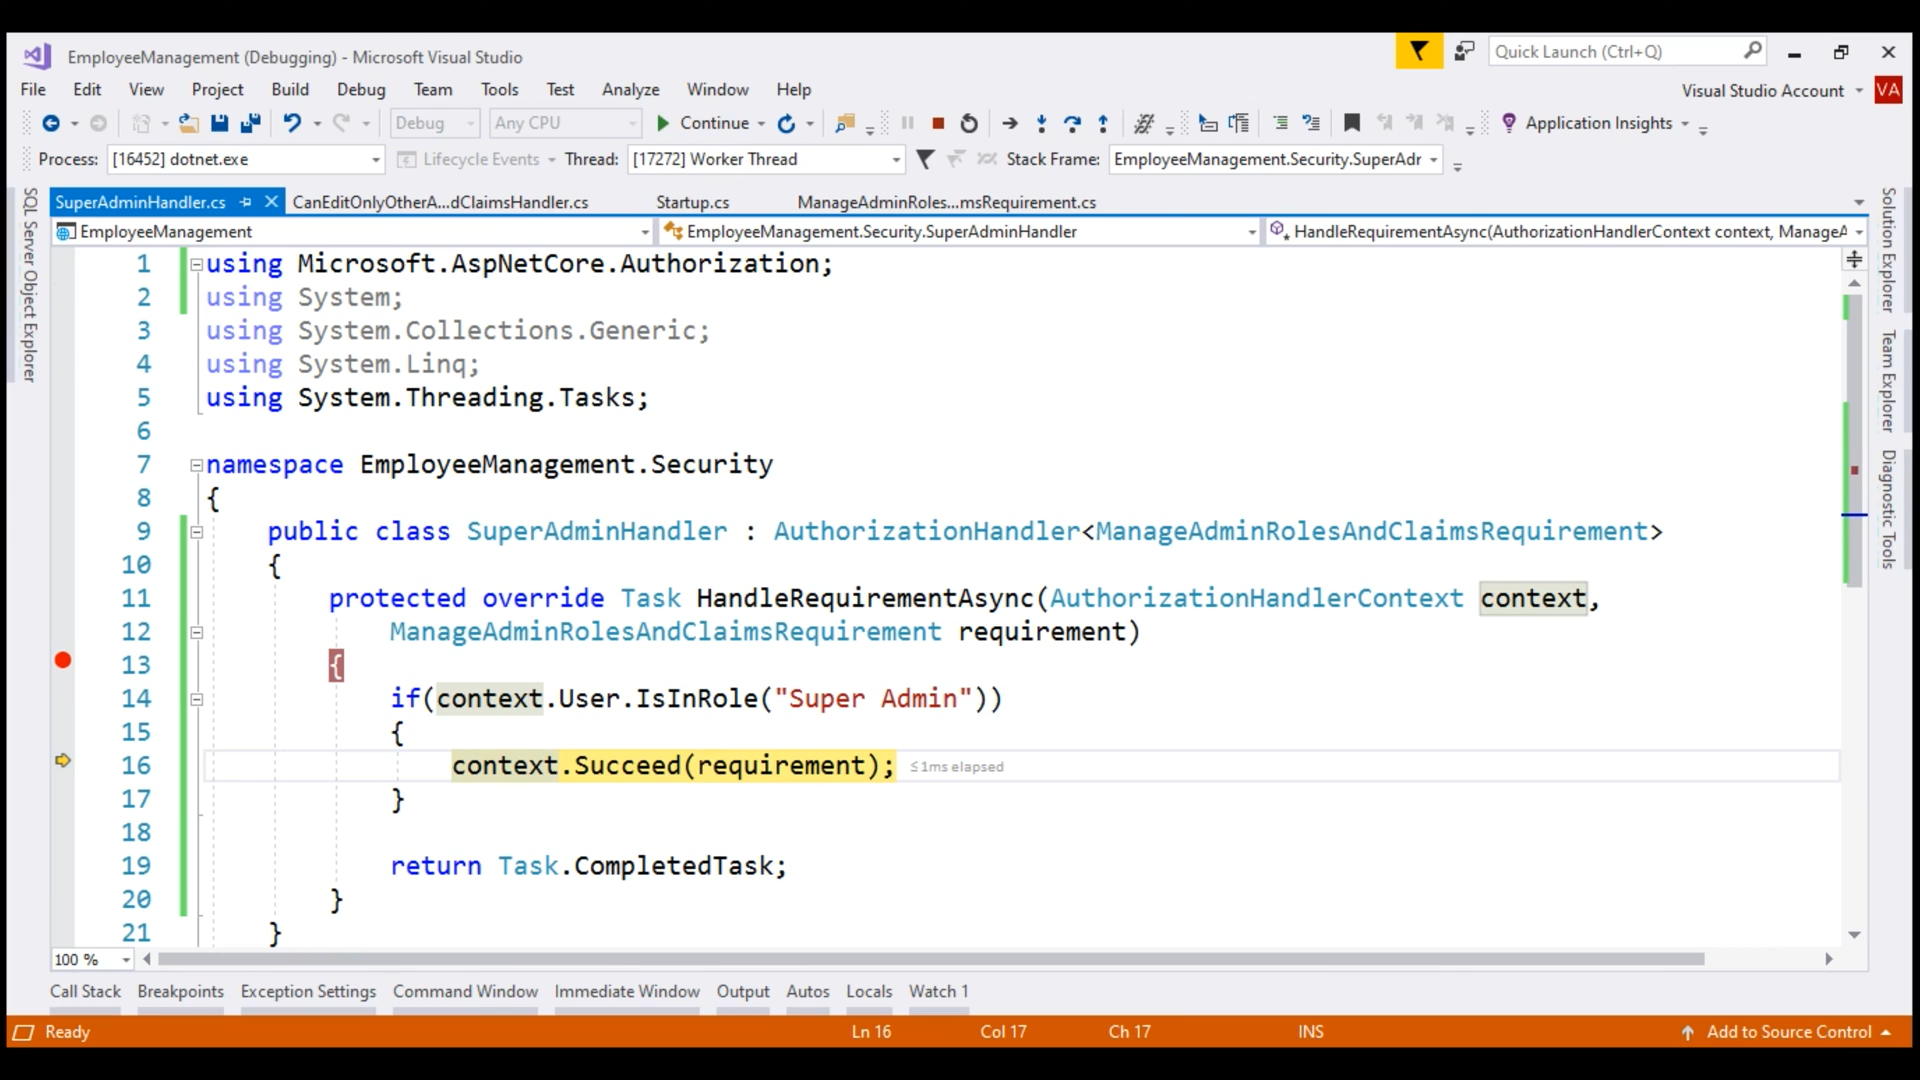 EmployeeManagement (Debugging) - Microsoft Visual Studio
Quick Launch (Ctrl+Q)
File Edit View Project Build Debug Team Tools Test Analyze Window Help
Visual Studio Account VA
Debug Any CPU Continue Application Insights
Process: [16452] dotnet.exe Lifecycle Events Thread: [17272] Worker Thread Stack Frame: EmployeeManagement.Security.SuperAdr
SuperAdminHandler.cs CanEditOnlyOtherA...dClaimsHandler.cs Startup.cs ManageAdminRoles...msRequirement.cs
EmployeeManagement EmployeeManagement.Security.SuperAdminHandler HandleRequirementAsync(AuthorizationHandlerContext context, ManageA
SQL Server Object Explorer
Solution Explorer
Team Explorer
Diagnostic Tools
1 using Microsoft.AspNetCore.Authorization;
2 using System;
3 using System.Collections.Generic;
4 using System.Linq;
5 using System.Threading.Tasks;
6
7 namespace EmployeeManagement.Security
8 {
9 public class SuperAdminHandler : AuthorizationHandler<ManageAdminRolesAndClaimsRequirement>
10 {
11 protected override Task HandleRequirementAsync(AuthorizationHandlerContext context,
12 ManageAdminRolesAndClaimsRequirement requirement)
13 {
14 if(context.User.IsInRole("Super Admin"))
15 {
16 context.Succeed(requirement); ≤1ms elapsed
17 }
18
19 return Task.CompletedTask;
20 }
21 }
100 %
Call Stack Breakpoints Exception Settings Command Window Immediate Window Output Autos Locals Watch 1
Ready Ln 16 Col 17 Ch 17 INS Add to Source Control